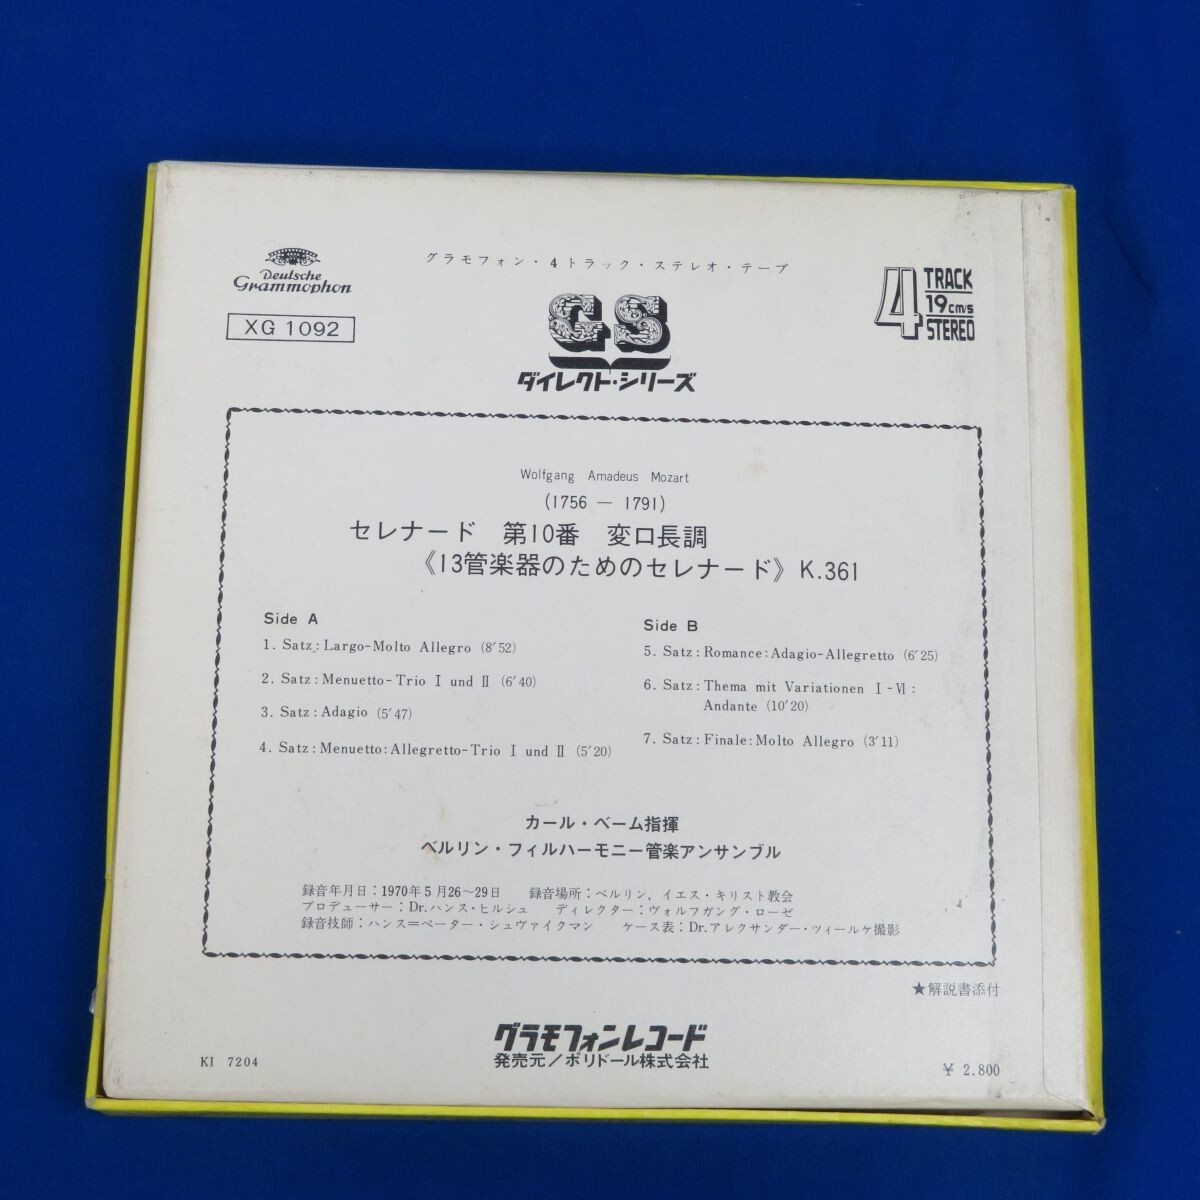 グラモフォン・4トラック・ステレオ・テープ
Deutsche
Grammophon
XG 1092
GS
ダイレクト・シリーズ
4 TRACK
19cm/s
STEREO
Wolfgang Amadeus Mozart
(1756 — 1791)
セレナード 第10番 変ロ長調
《13管楽器のためのセレナード》K.361
Side A
1. Satz: Largo-Molto Allegro (8′52)
2. Satz: Menuetto-Trio I und II (6′40)
3. Satz: Adagio (5′47)
4. Satz: Menuetto: Allegretto-Trio I und II (5′20)
Side B
5. Satz: Romance: Adagio-Allegretto (6′25)
6. Satz: Thema mit Variationen I-VI:
Andante (10′20)
7. Satz: Finale: Molto Allegro (3′11)
カール・ベーム指揮
ベルリン・フィルハーモニー管楽アンサンブル
録音年月日：1970年5月26～29日 録音場所：ベルリン，イエス・キリスト教会
プロデューサー：Dr.ハンス・ヒルシュ ディレクター：ヴォルフガング・ローゼ
録音技師：ハンス＝ペーター・シュヴァイクマン ケース表：Dr.アレクサンダー・ツィールケ撮影
★解説書添付
グラモフォンレコード
発売元/ポリドール株式会社
KI 7204
¥ 2,800